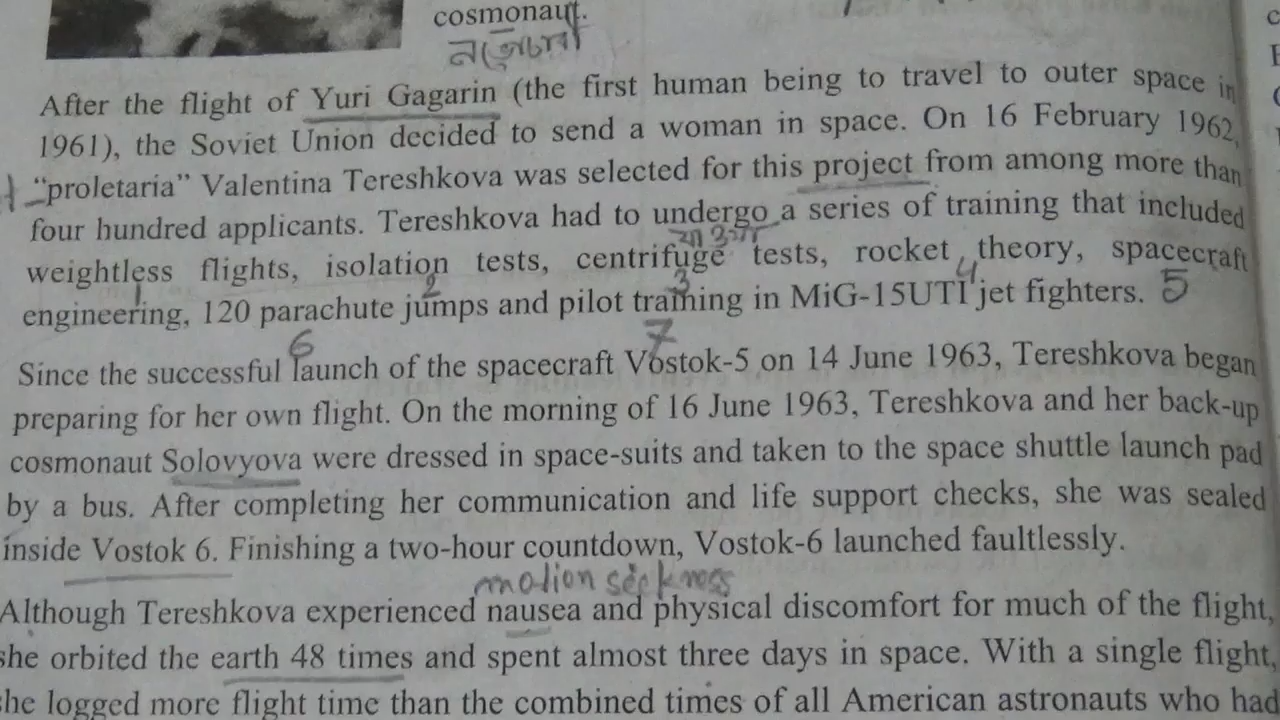 cosmonaut.
নভোচারী
After the flight of Yuri Gagarin (the first human being to travel to outer space in
1961), the Soviet Union decided to send a woman in space. On 16 February 1962,
“proletaria” Valentina Tereshkova was selected for this project from among more than
four hundred applicants. Tereshkova had to undergo a series of training that included
যাওয়া
weightless flights, isolation tests, centrifuge tests, rocket theory, spacecraft
1 2 3 4
engineering, 120 parachute jumps and pilot training in MiG-15UTI jet fighters. 5
6 7
Since the successful launch of the spacecraft Vostok-5 on 14 June 1963, Tereshkova began
preparing for her own flight. On the morning of 16 June 1963, Tereshkova and her back-up
cosmonaut Solovyova were dressed in space-suits and taken to the space shuttle launch pad
by a bus. After completing her communication and life support checks, she was sealed
inside Vostok 6. Finishing a two-hour countdown, Vostok-6 launched faultlessly.
motion seekness
Although Tereshkova experienced nausea and physical discomfort for much of the flight,
she orbited the earth 48 times and spent almost three days in space. With a single flight,
she logged more flight time than the combined times of all American astronauts who had